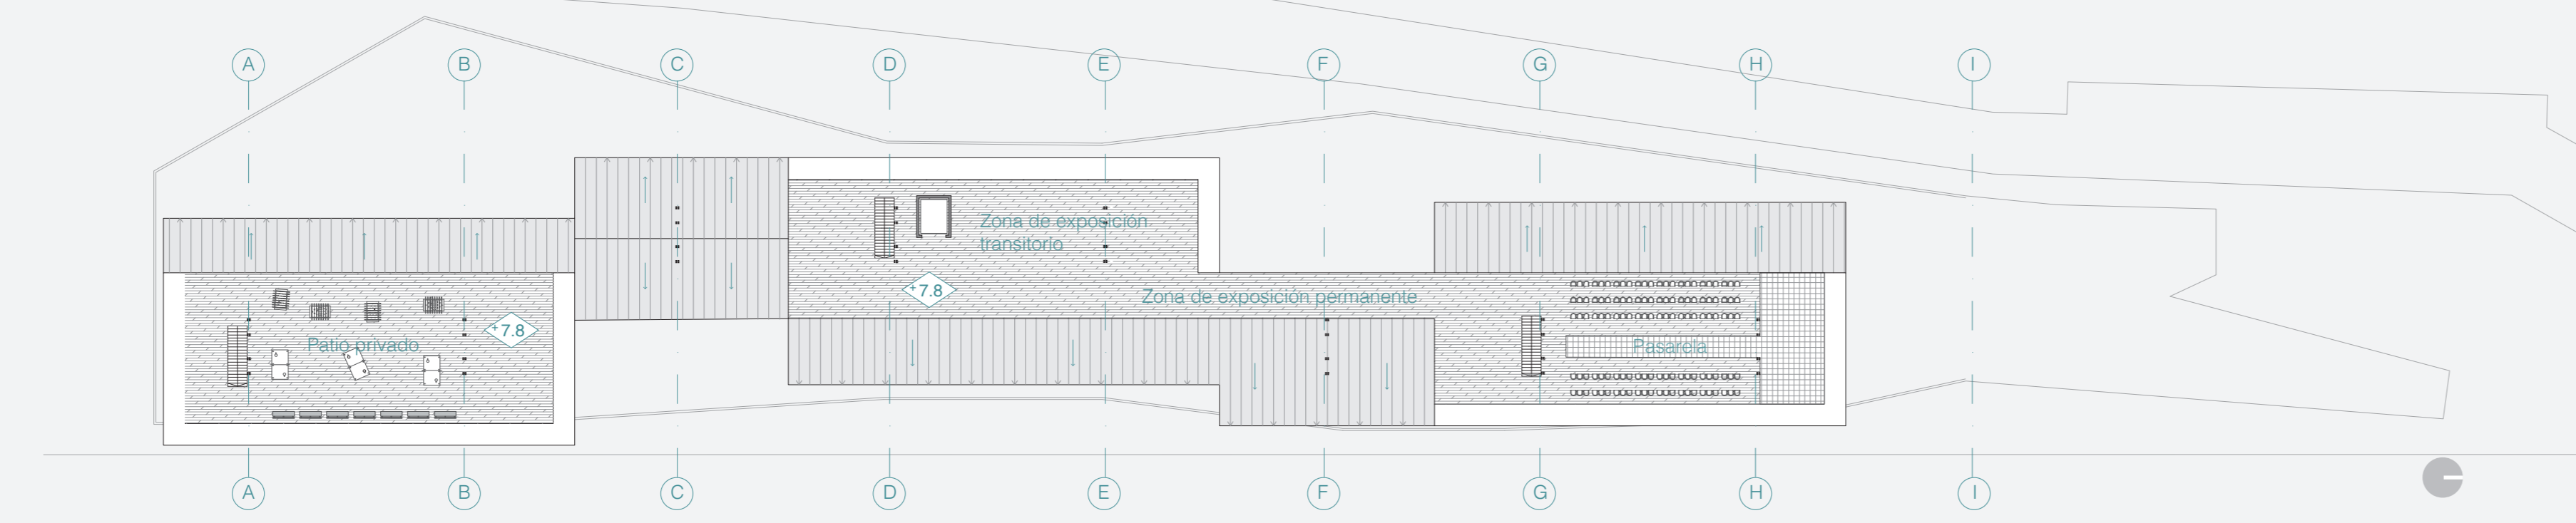 A B C D E F G H I
Zona de exposición
transitorio
+7.8
Zona de exposición permanente
+7.8
Patio privado
Pasarela
A B C D E F G H I